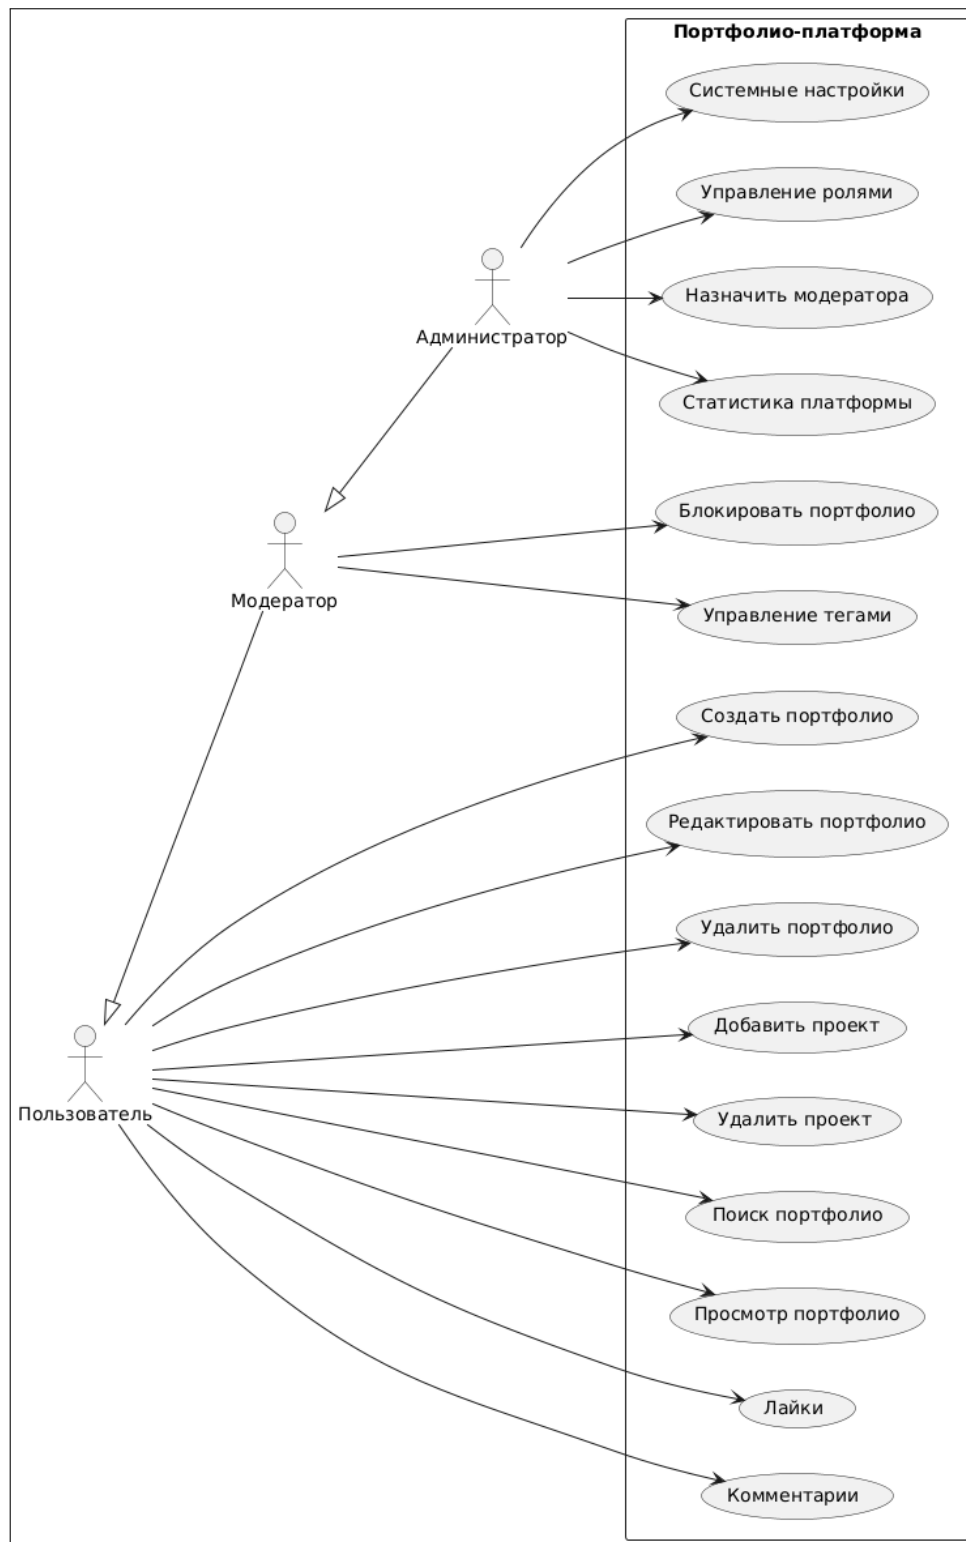 Портфолио-платформа
Системные настройки
Управление ролями
Назначить модератора
Администратор
Статистика платформы
Блокировать портфолио
Модератор
Управление тегами
Создать портфолио
Редактировать портфолио
Удалить портфолио
Добавить проект
Пользователь
Удалить проект
Поиск портфолио
Просмотр портфолио
Лайки
Комментарии